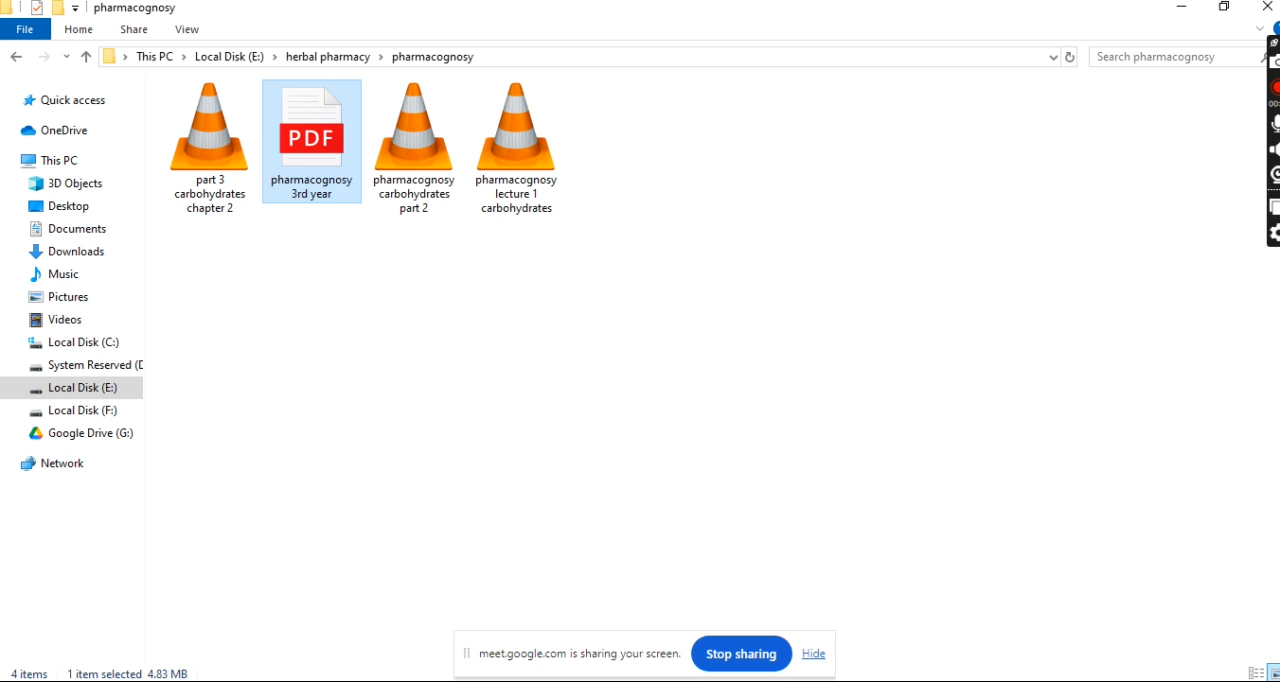 pharmacognosy
File Home Share View
This PC Local Disk (E:) herbal pharmacy pharmacognosy
Search pharmacognosy
Quick access
OneDrive
This PC
3D Objects
Desktop
Documents
Downloads
Music
Pictures
Videos
Local Disk (C:)
System Reserved (D
Local Disk (E:)
Local Disk (F:)
Google Drive (G:)
Network
part 3
carbohydrates
chapter 2
PDF
pharmacognosy
3rd year
pharmacognosy
carbohydrates
part 2
pharmacognosy
lecture 1
carbohydrates
meet.google.com is sharing your screen. Stop sharing Hide
4 items 1 item selected 4.83 MB